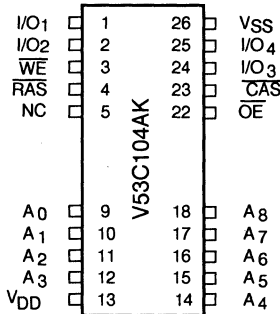 I/O1 1 26 VSS
I/O2 2 25 I/O4
WE 3 24 I/O3
RAS 4 23 CAS
NC 5 22 OE
V53C104AK
A0 9 18 A8
A1 10 17 A7
A2 11 16 A6
A3 12 15 A5
VDD 13 14 A4